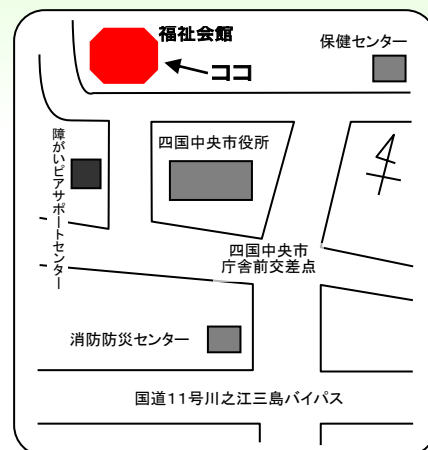 福祉会館
保健センター
ココ
四国中央市役所
障がいピアサポートセンター
四国中央市
庁舎前交差点
消防防災センター
国道11号川之江三島バイパス